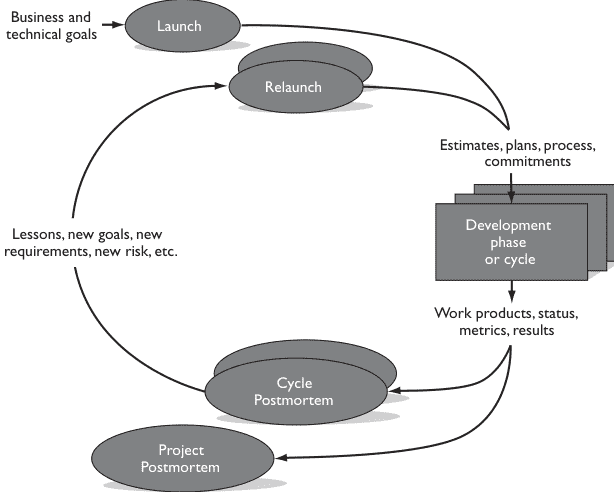 Business and
technical goals
Launch
Relaunch
Estimates, plans, process,
commitments
Development
phase
or cycle
Lessons, new goals, new
requirements, new risk, etc.
Work products, status,
metrics, results
Cycle
Postmortem
Project
Postmortem